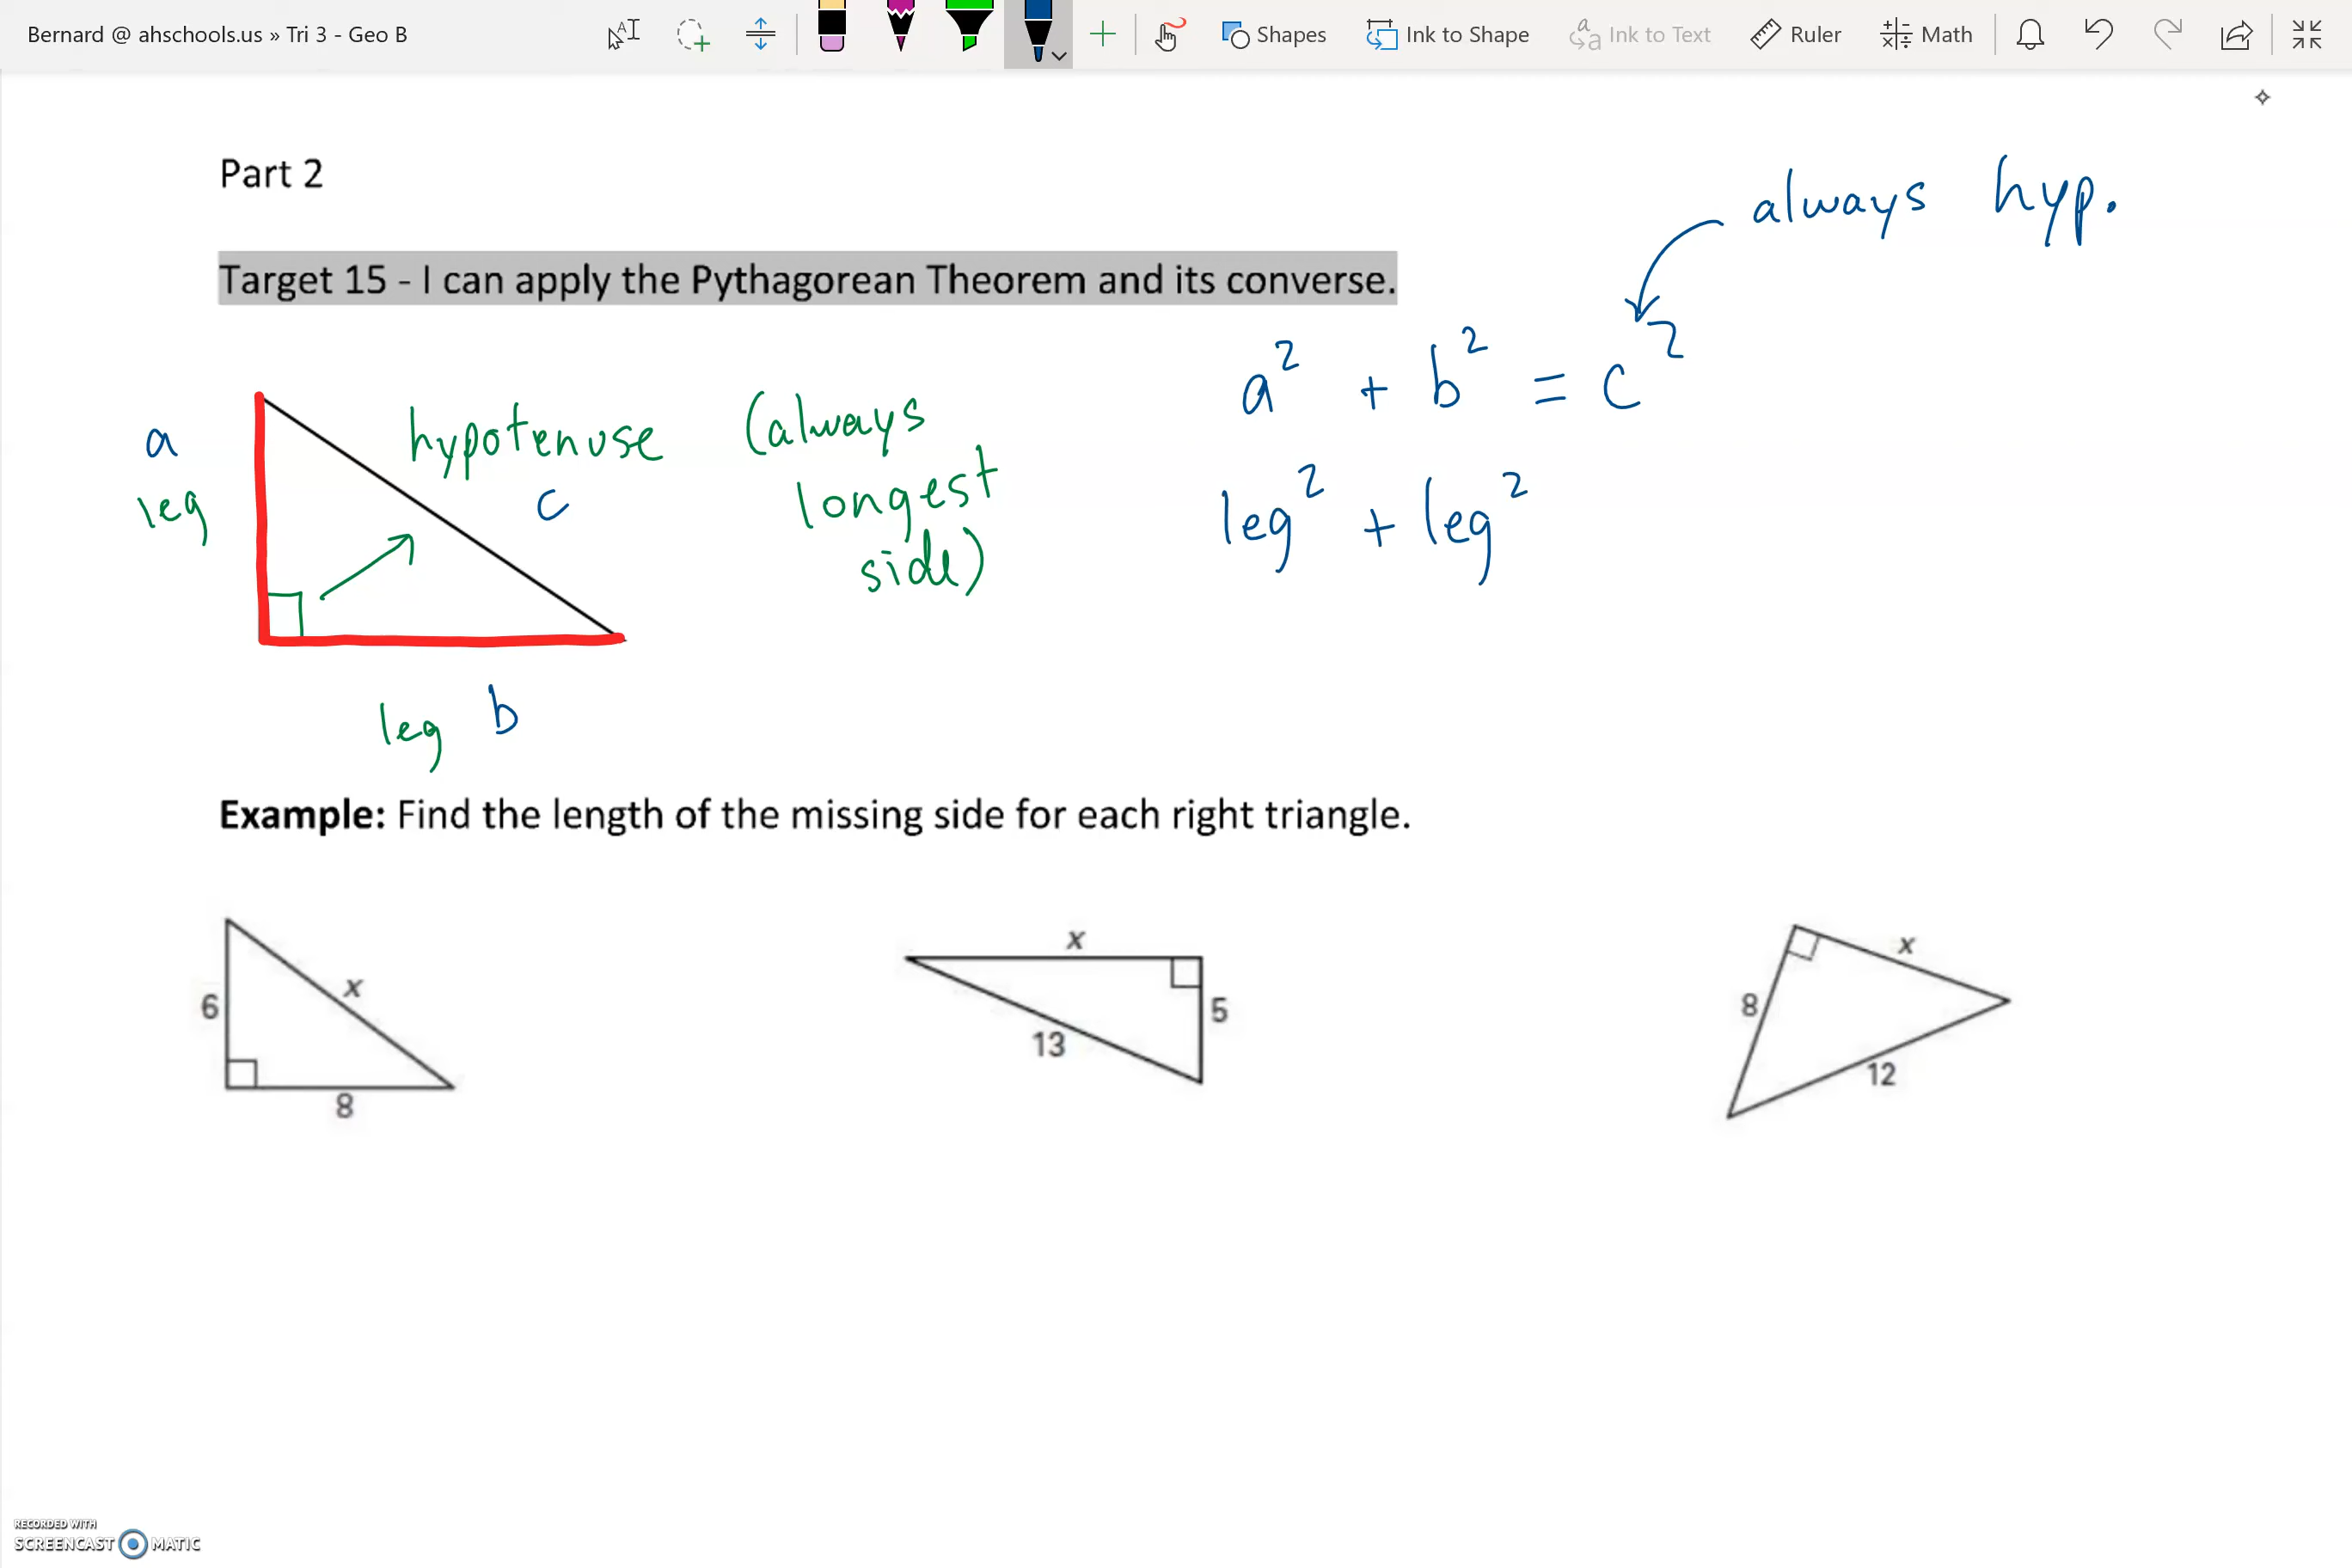 Bernard @ ahschools.us » Tri 3 - Geo B
Shapes
Ink to Shape
Ink to Text
Ruler
Math
Part 2
always hyp.
Target 15 - I can apply the Pythagorean Theorem and its converse.
a² + b² = c²
a
leg
hypotenuse
c
(always
longest
side)
leg² + leg²
leg b
Example: Find the length of the missing side for each right triangle.
6
x
8
x
5
13
x
8
12
RECORDED WITH
SCREENCAST MATIC